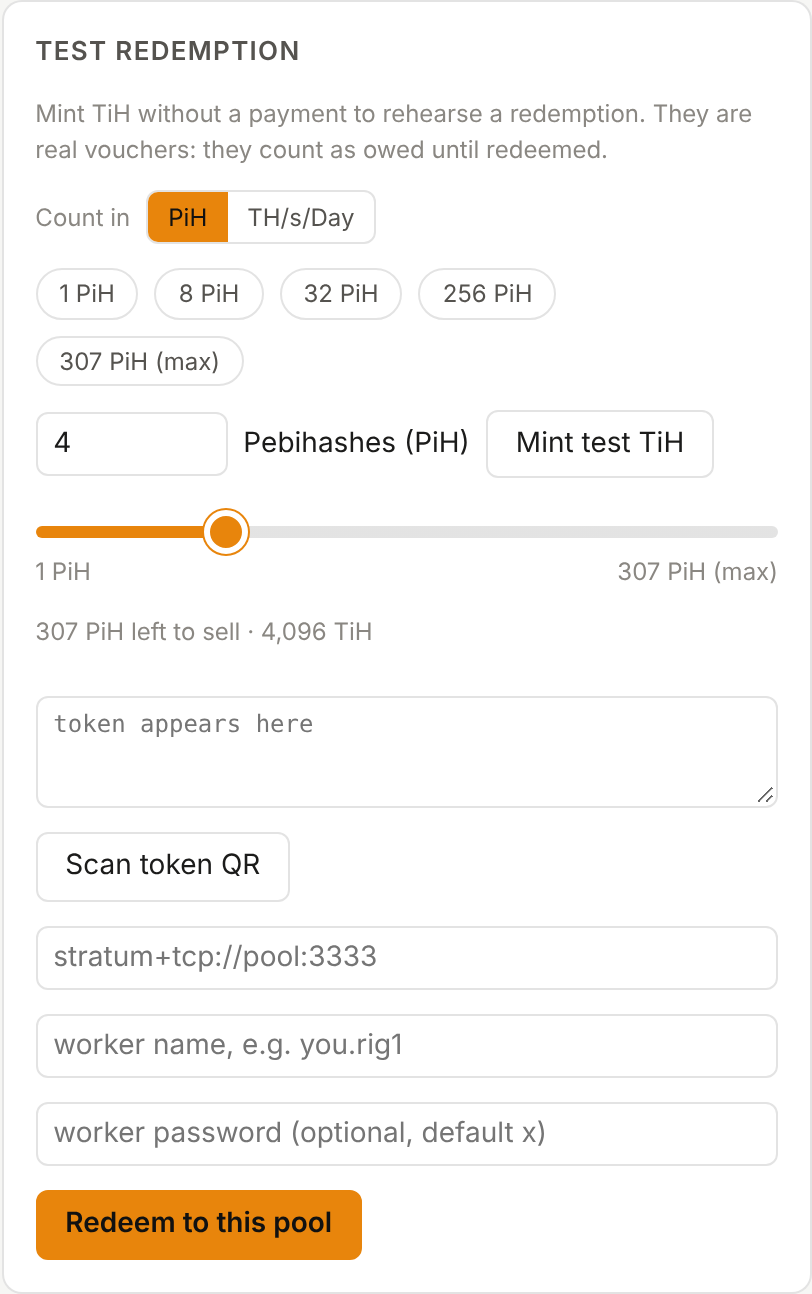 TEST REDEMPTION
Mint TiH without a payment to rehearse a redemption. They are
real vouchers: they count as owed until redeemed.
Count in PiH TH/s/Day
1 PiH 8 PiH 32 PiH 256 PiH
307 PiH (max)
4 Pebihashes (PiH) Mint test TiH
1 PiH 307 PiH (max)
307 PiH left to sell · 4,096 TiH
token appears here
Scan token QR
stratum+tcp://pool:3333
worker name, e.g. you.rig1
worker password (optional, default x)
Redeem to this pool